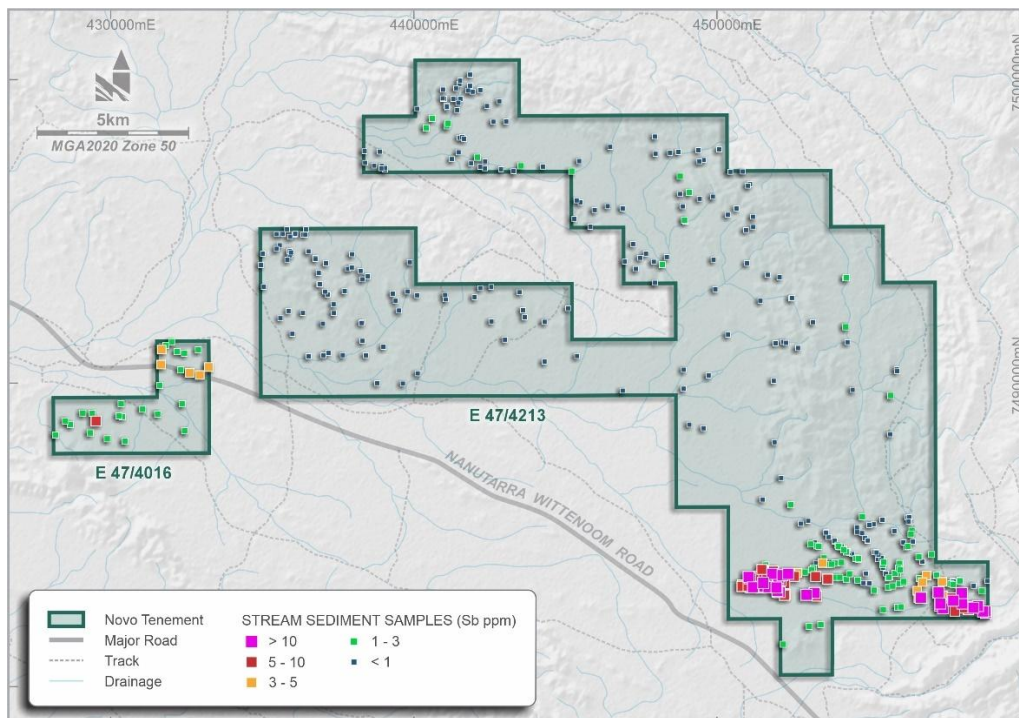 430000mE
440000mE
450000mE
7500000mN
5km
MGA2020 Zone 50
7490000mN
E 47/4213
E 47/4016
NANUTARRA WITTENOOM ROAD
Novo Tenement
Major Road
Track
Drainage
STREAM SEDIMENT SAMPLES (Sb ppm)
> 10
5 - 10
3 - 5
1 - 3
< 1